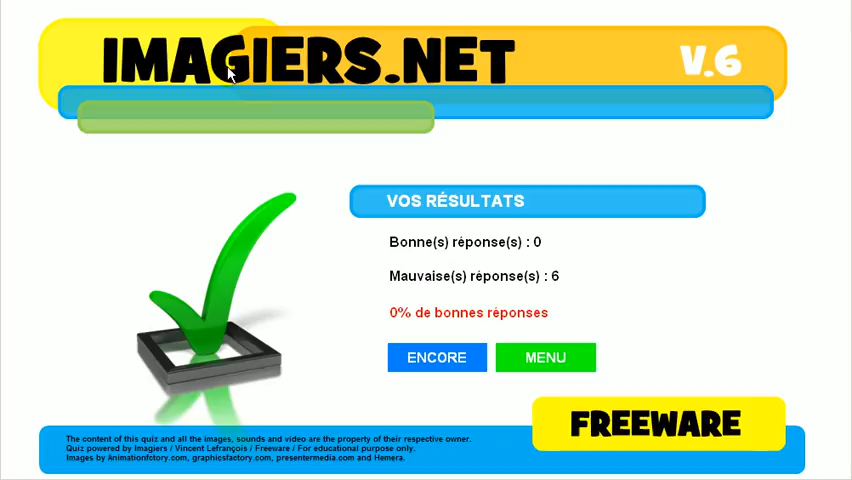 IMAGIERS.NET
V.6
VOS RÉSULTATS
Bonne(s) réponse(s) : 0
Mauvaise(s) réponse(s) : 6
0% de bonnes réponses
ENCORE
MENU
FREEWARE
The content of this quiz and all the images, sounds and video are the property of their respective owner.
Quiz powered by Imagiers / Vincent Lefrançois / Freeware / For educational purpose only.
Images by Animationfctory.com, graphicsfactory.com, presentermedia.com and Hemera.